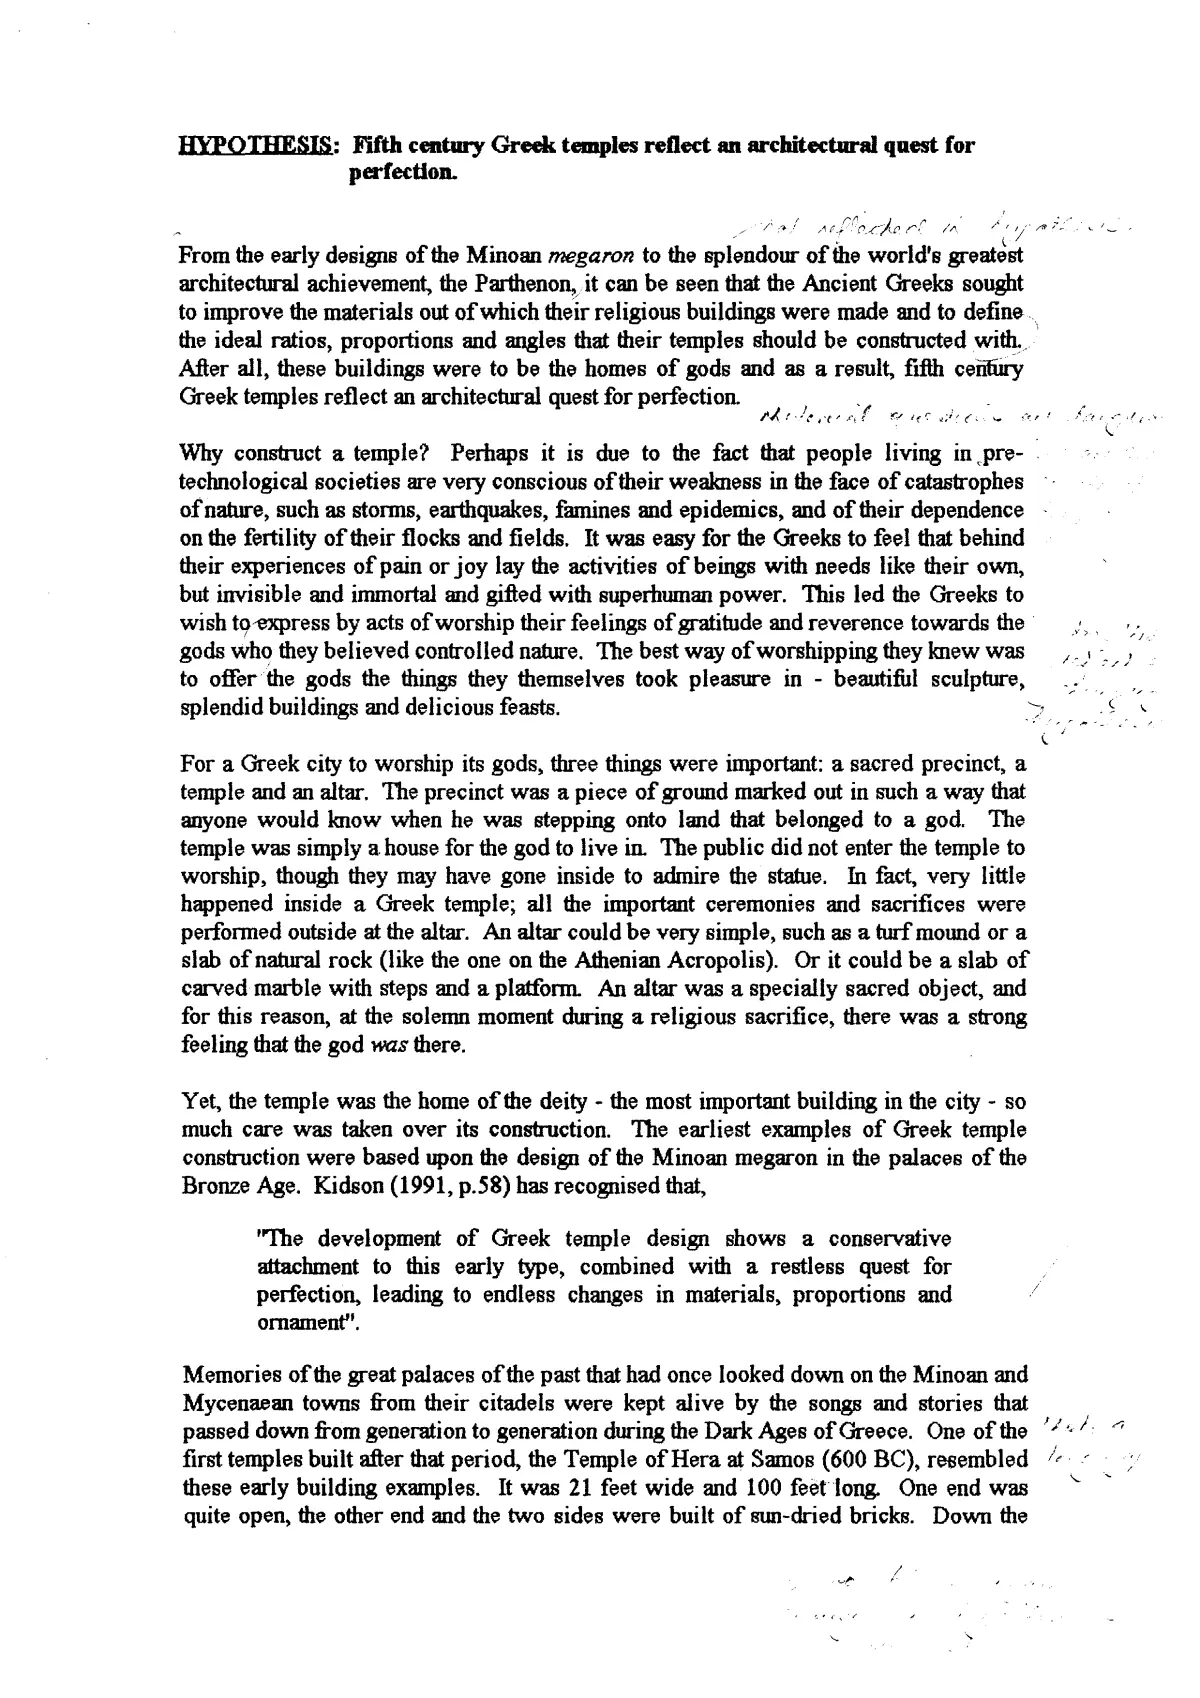 HYPOTHESIS: Fifth century Greek temples reflect an architectural quest for
perfection.
not reflected in hypothesis.
From the early designs of the Minoan megaron to the splendour of the world's greatest
architectural achievement, the Parthenon, it can be seen that the Ancient Greeks sought
to improve the materials out of which their religious buildings were made and to define
the ideal ratios, proportions and angles that their temples should be constructed with.
After all, these buildings were to be the homes of gods and as a result, fifth century
Greek temples reflect an architectural quest for perfection.
Why construct a temple? Perhaps it is due to the fact that people living in pre-
technological societies are very conscious of their weakness in the face of catastrophes
of nature, such as storms, earthquakes, famines and epidemics, and of their dependence
on the fertility of their flocks and fields. It was easy for the Greeks to feel that behind
their experiences of pain or joy lay the activities of beings with needs like their own,
but invisible and immortal and gifted with superhuman power. This led the Greeks to
wish to express by acts of worship their feelings of gratitude and reverence towards the
gods who they believed controlled nature. The best way of worshipping they knew was
to offer the gods the things they themselves took pleasure in - beautiful sculpture,
splendid buildings and delicious feasts.
For a Greek city to worship its gods, three things were important: a sacred precinct, a
temple and an altar. The precinct was a piece of ground marked out in such a way that
anyone would know when he was stepping onto land that belonged to a god. The
temple was simply a house for the god to live in. The public did not enter the temple to
worship, though they may have gone inside to admire the statue. In fact, very little
happened inside a Greek temple; all the important ceremonies and sacrifices were
performed outside at the altar. An altar could be very simple, such as a turf mound or a
slab of natural rock (like the one on the Athenian Acropolis). Or it could be a slab of
carved marble with steps and a platform. An altar was a specially sacred object, and
for this reason, at the solemn moment during a religious sacrifice, there was a strong
feeling that the god was there.
Yet, the temple was the home of the deity - the most important building in the city - so
much care was taken over its construction. The earliest examples of Greek temple
construction were based upon the design of the Minoan megaron in the palaces of the
Bronze Age. Kidson (1991, p.58) has recognised that,
"The development of Greek temple design shows a conservative
attachment to this early type, combined with a restless quest for
perfection, leading to endless changes in materials, proportions and
ornament".
Memories of the great palaces of the past that had once looked down on the Minoan and
Mycenaean towns from their citadels were kept alive by the songs and stories that
passed down from generation to generation during the Dark Ages of Greece. One of the
first temples built after that period, the Temple of Hera at Samos (600 BC), resembled
these early building examples. It was 21 feet wide and 100 feet long. One end was
quite open, the other end and the two sides were built of sun-dried bricks. Down the